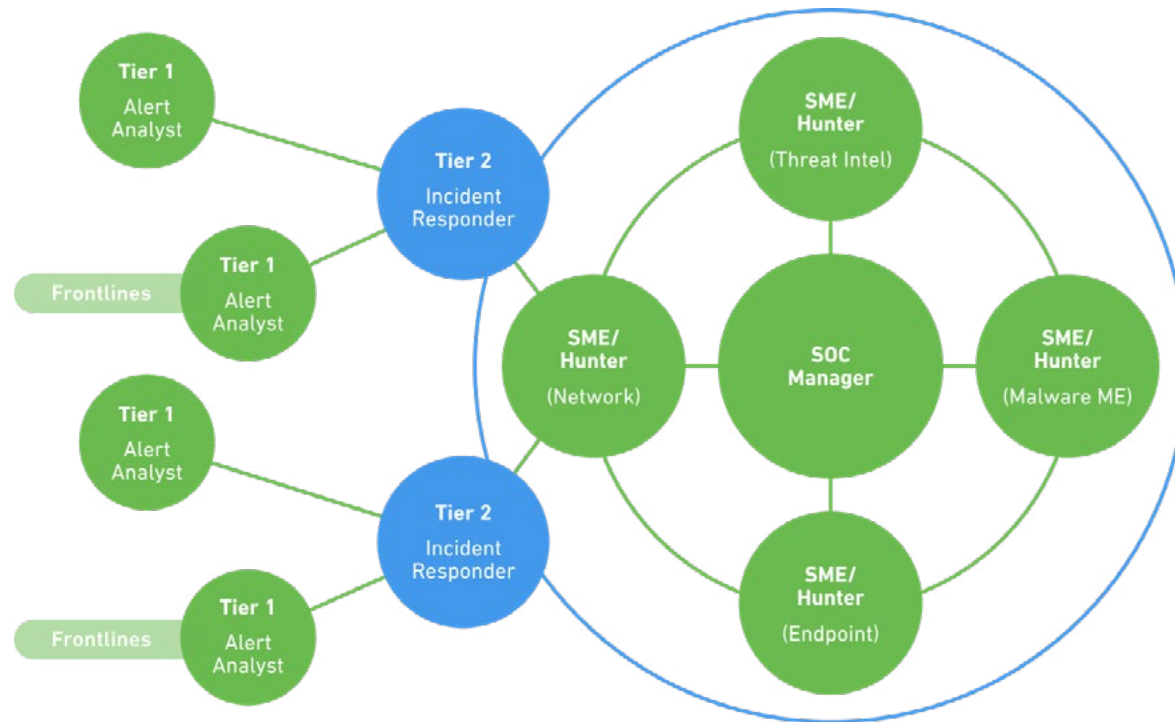 Tier 1
Alert
Analyst
Tier 2
Incident
Responder
Frontlines
Tier 1
Alert
Analyst
Tier 1
Alert
Analyst
Tier 2
Incident
Responder
Frontlines
Tier 1
Alert
Analyst
SME/
Hunter
(Threat Intel)
SME/
Hunter
(Network)
SOC
Manager
SME/
Hunter
(Malware ME)
SME/
Hunter
(Endpoint)